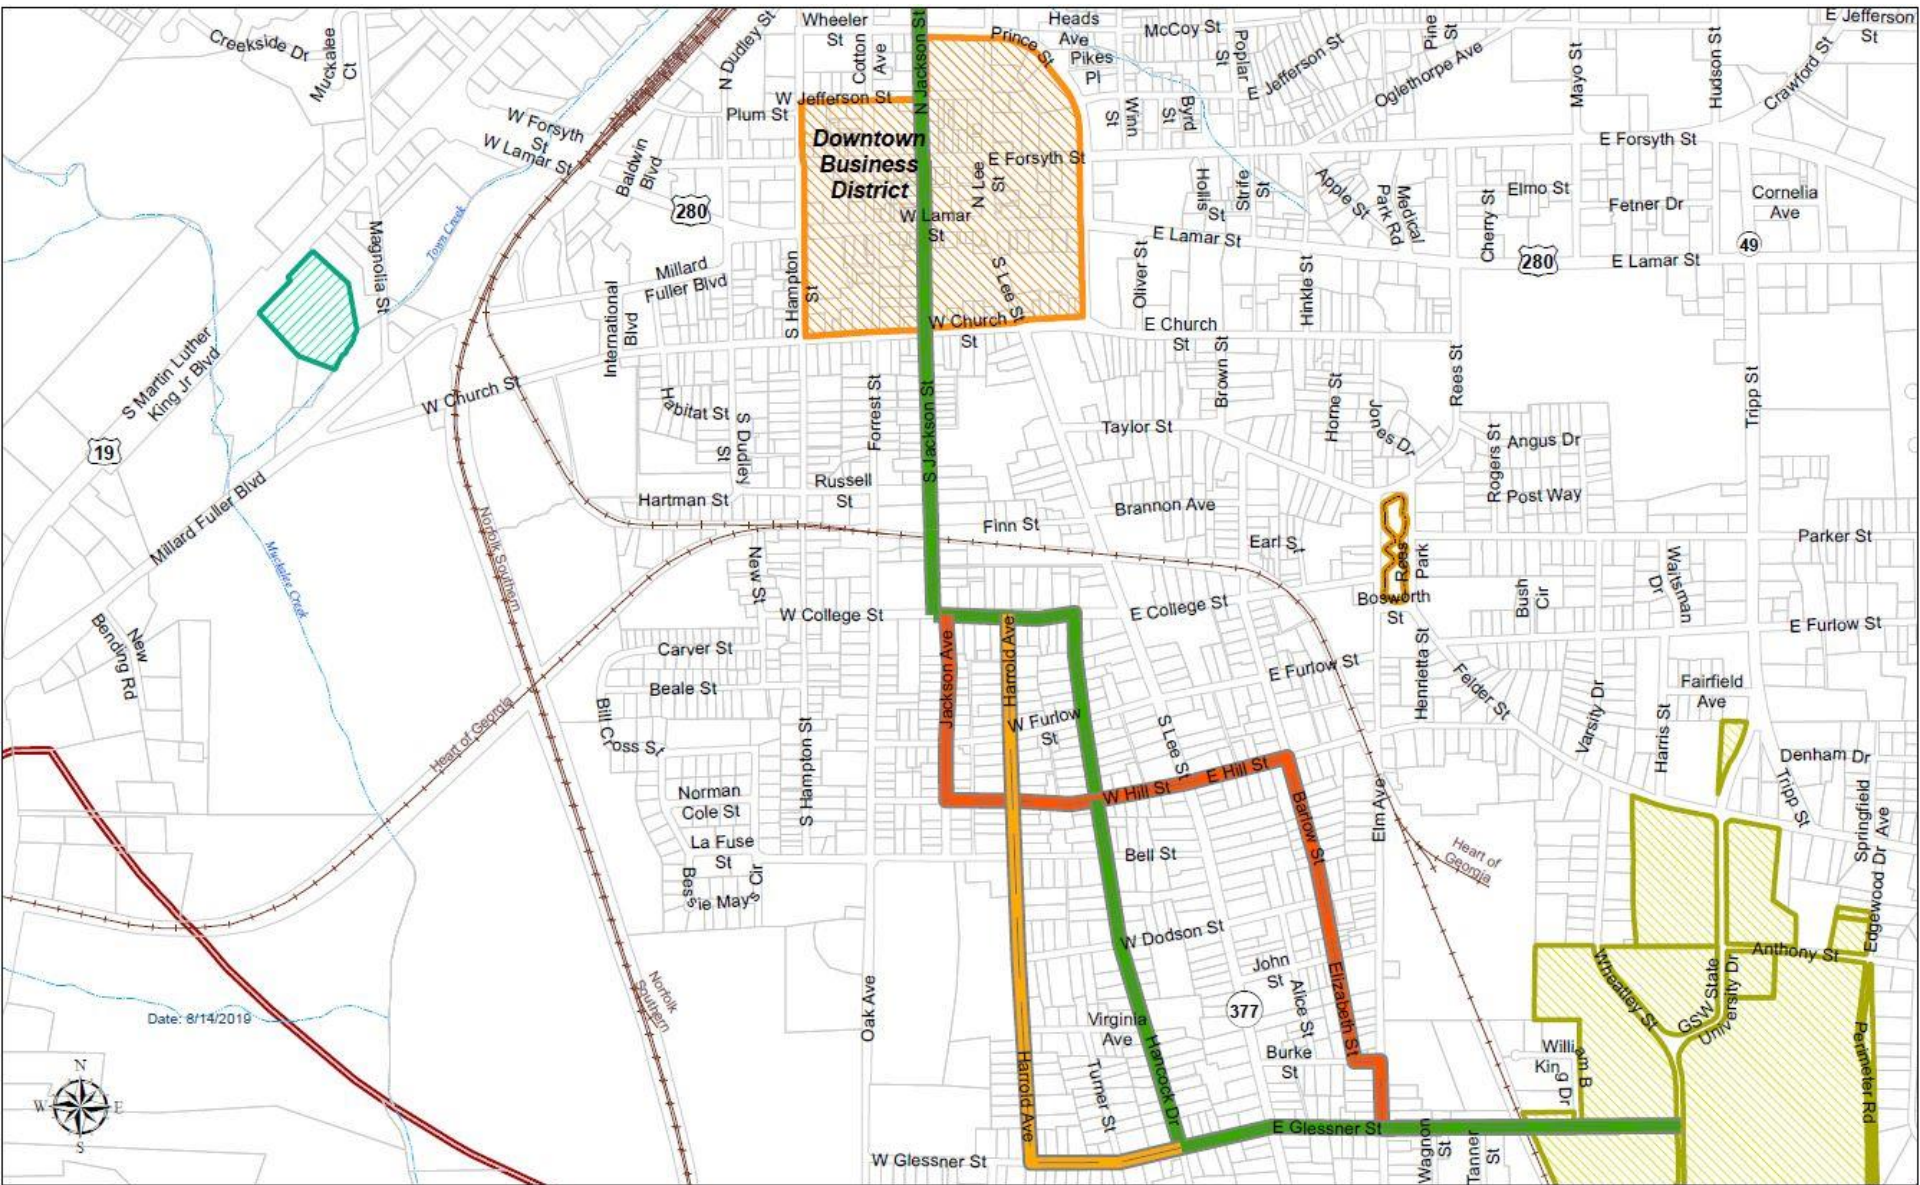 Creekside Dr
Muckalee
Ct
N Dudley St
Wheeler
St
Cotton
Ave
N Jackson St
Prince St
Heads
Ave
Pikes
Pl
McCoy St
Poplar
St
E Jefferson St
Pine
St
Oglethorpe Ave
Mayo St
Hudson St
Crawford St
E Jefferson
St
W Forsyth
St
W Lamar St
Plum St
W Jefferson St
Baldwin
Blvd
280
Downtown
Business
District
N Lee
St
E Forsyth St
W Lamar
St
Winn
St
Byrd
St
Hollis
St
Strife
St
Apple St
Medical
Park Rd
Cherry St
Elmo St
E Forsyth St
Fetner Dr
Cornelia
Ave
49
E Lamar St
280
E Lamar St
Magnolia St
Town Creek
Millard
Fuller Blvd
International
Blvd
S Hampton
St
S Lee St
W Church
St
Oliver St
E Church
St
Hinkle St
S Martin Luther
King Jr Blvd
19
W Church St
Habitat St
S Dudley
St
Forrest St
S Jackson St
Brown St
Taylor St
Horne St
Jones Dr
Rees St
Rogers St
Angus Dr
Post Way
Tripp St
Millard Fuller Blvd
Muckalee Creek
Norfolk Southern
Hartman St
Russell
St
Finn St
Brannon Ave
Earl St
Rees
Park
Parker St
New St
W College St
E College St
Bosworth
St
Bush
Cir
Waitsman
Dr
E Furlow St
New
Bending Rd
Heart of Georgia
Carver St
Beale St
Bill Cross St
S Hampton St
Jackson Ave
Harrold Ave
W Furlow
St
S Lee St
E Furlow St
Henrietta St
Felder St
Varsity Dr
Harris St
Fairfield
Ave
Denham Dr
Tripp St
Springfield
Ave
Edgewood Dr
Norman
Cole St
La Fuse
St
Bessie Mays Cir
W Hill St
E Hill St
Barlow St
Elm Ave
Heart of
Georgia
Bell St
W Dodson St
John
St
Alice St
377
Elizabeth St
Anthony St
Wheatley St
GSW State
University Dr
Perimeter Rd
Norfolk
Southern
Oak Ave
Date: 8/14/2019
Virginia
Ave
Hancock Dr
Turner St
Burke
St
William B
King Dr
Harrold Ave
W Glessner St
E Glessner St
Wagnon
St
Tanner
St
N
W
E
S